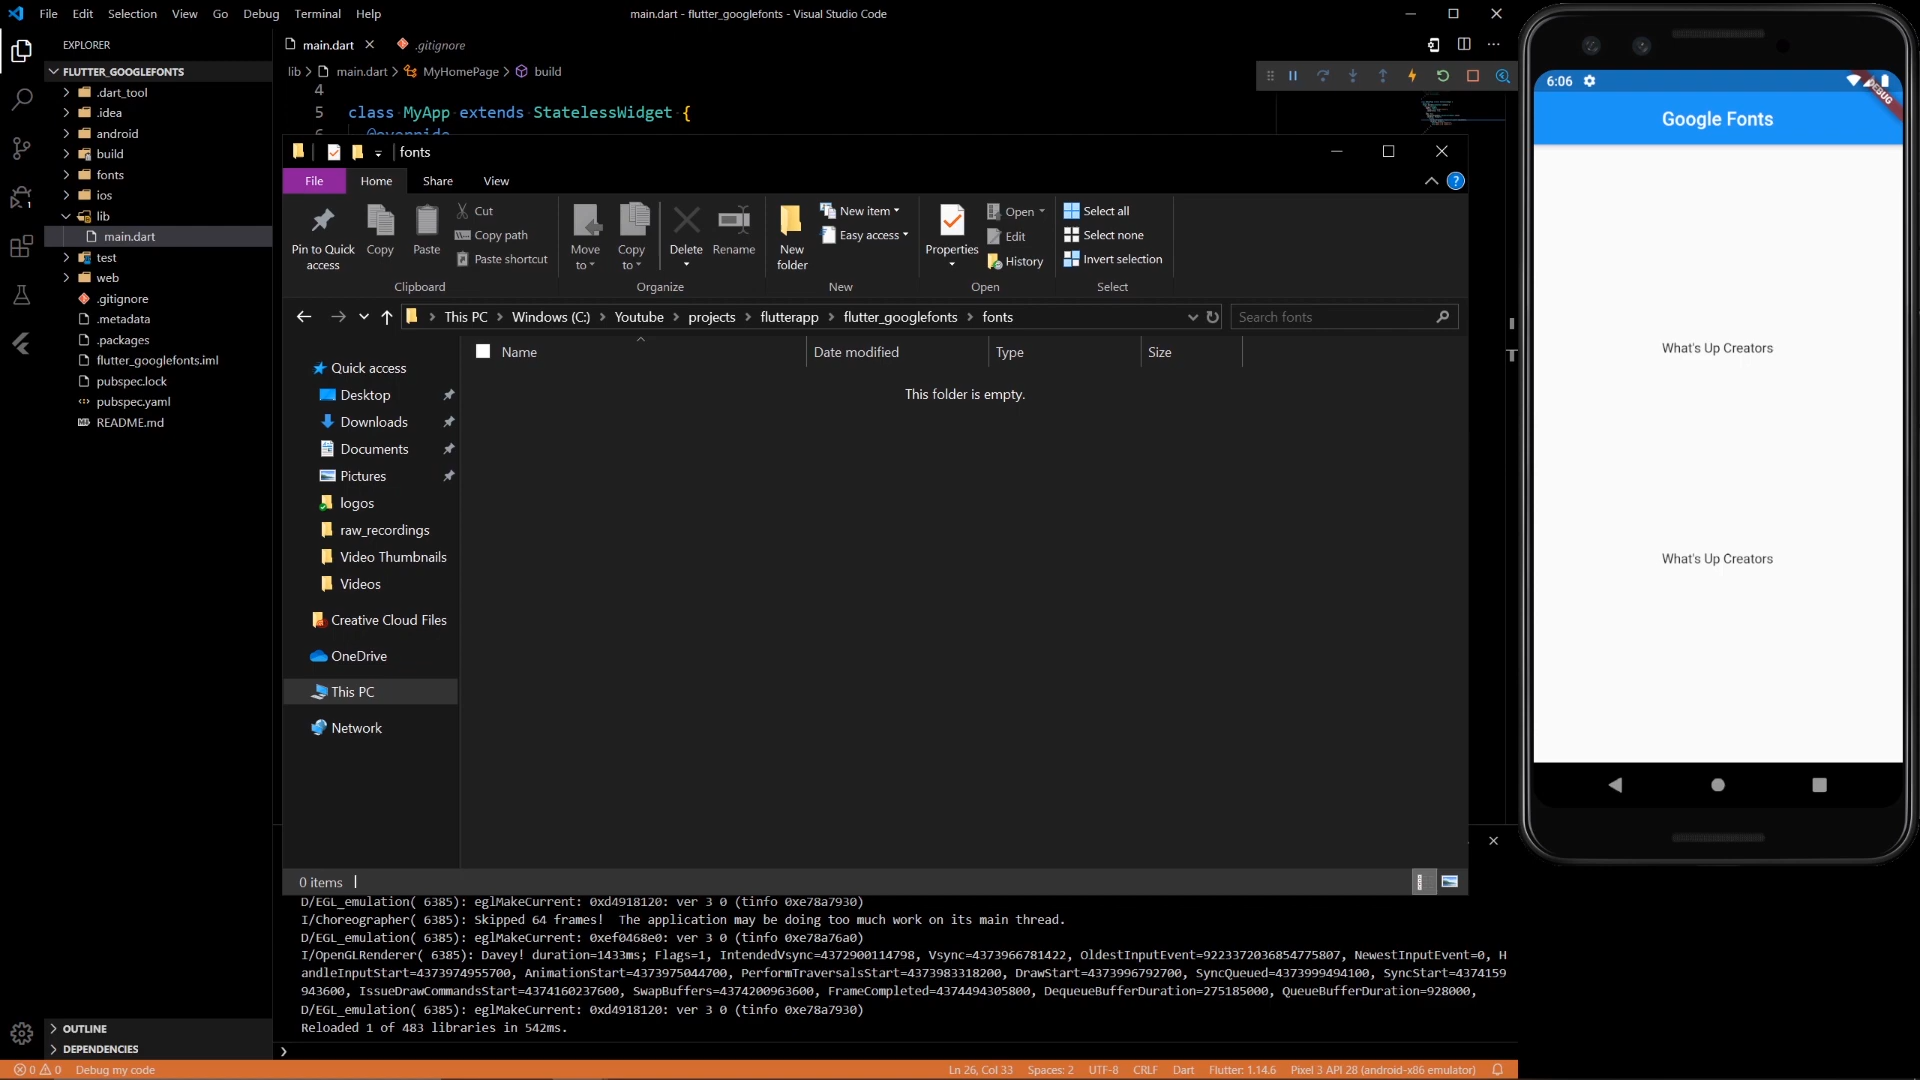 File Edit Selection View Go Debug Terminal Help
main.dart - flutter_googlefonts - Visual Studio Code
EXPLORER
FLUTTER_GOOGLEFONTS
.dart_tool
.idea
android
build
fonts
ios
lib
main.dart
test
web
.gitignore
.metadata
.packages
flutter_googlefonts.iml
pubspec.lock
pubspec.yaml
README.md
OUTLINE
DEPENDENCIES
main.dart
.gitignore
lib > main.dart > MyHomePage > build
4
5 class MyApp extends StatelessWidget {
@override
fonts
File Home Share View
Pin to Quick access
Copy
Paste
Cut
Copy path
Paste shortcut
Clipboard
Move to
Copy to
Delete
Rename
Organize
New folder
New item
Easy access
New
Properties
Open
Edit
History
Open
Select all
Select none
Invert selection
Select
This PC > Windows (C:) > Youtube > projects > flutterapp > flutter_googlefonts > fonts
Search fonts
Quick access
Desktop
Downloads
Documents
Pictures
logos
raw_recordings
Video Thumbnails
Videos
Creative Cloud Files
OneDrive
This PC
Network
Name Date modified Type Size
This folder is empty.
0 items
D/EGL_emulation( 6385): eglMakeCurrent: 0xd4918120: ver 3 0 (tinfo 0xe78a7930)
I/Choreographer( 6385): Skipped 64 frames!  The application may be doing too much work on its main thread.
D/EGL_emulation( 6385): eglMakeCurrent: 0xef0468e0: ver 3 0 (tinfo 0xe78a76a0)
I/OpenGLRenderer( 6385): Davey! duration=1433ms; Flags=1, IntendedVsync=4372900114798, Vsync=4373966781422, OldestInputEvent=9223372036854775807, NewestInputEvent=0, H
andleInputStart=4373974955700, AnimationStart=4373975044700, PerformTraversalsStart=4373983318200, DrawStart=4373996792700, SyncQueued=4373999494100, SyncStart=4374159
943600, IssueDrawCommandsStart=4374160237600, SwapBuffers=4374200963600, FrameCompleted=4374494305800, DequeueBufferDuration=275185000, QueueBufferDuration=928000,
D/EGL_emulation( 6385): eglMakeCurrent: 0xd4918120: ver 3 0 (tinfo 0xe78a7930)
Reloaded 1 of 483 libraries in 542ms.
0 0 Debug my code
Ln 26, Col 33 Spaces: 2 UTF-8 CRLF Dart Flutter: 1.14.6 Pixel 3 API 28 (android-x86 emulator)
6:06
DEBUG
Google Fonts
What's Up Creators
What's Up Creators